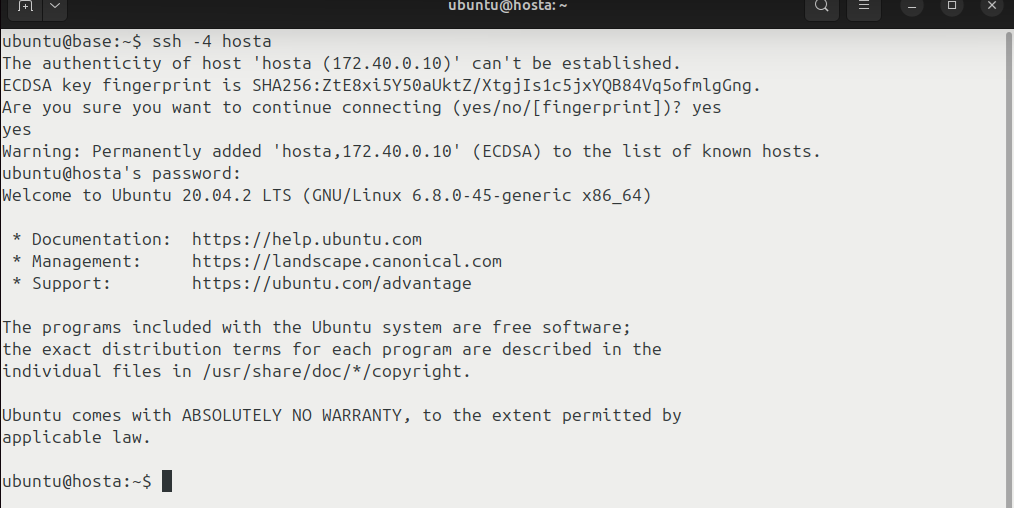 ubuntu@hosta: ~
ubuntu@base:~$ ssh -4 hosta
The authenticity of host 'hosta (172.40.0.10)' can't be established.
ECDSA key fingerprint is SHA256:ZtE8xi5Y50aUktZ/XtgjIs1c5jxYQB84Vq5ofmlgGng.
Are you sure you want to continue connecting (yes/no/[fingerprint])? yes
yes
Warning: Permanently added 'hosta,172.40.0.10' (ECDSA) to the list of known hosts.
ubuntu@hosta's password:
Welcome to Ubuntu 20.04.2 LTS (GNU/Linux 6.8.0-45-generic x86_64)

 * Documentation:  https://help.ubuntu.com
 * Management:     https://landscape.canonical.com
 * Support:        https://ubuntu.com/advantage

The programs included with the Ubuntu system are free software;
the exact distribution terms for each program are described in the
individual files in /usr/share/doc/*/copyright.

Ubuntu comes with ABSOLUTELY NO WARRANTY, to the extent permitted by
applicable law.

ubuntu@hosta:~$